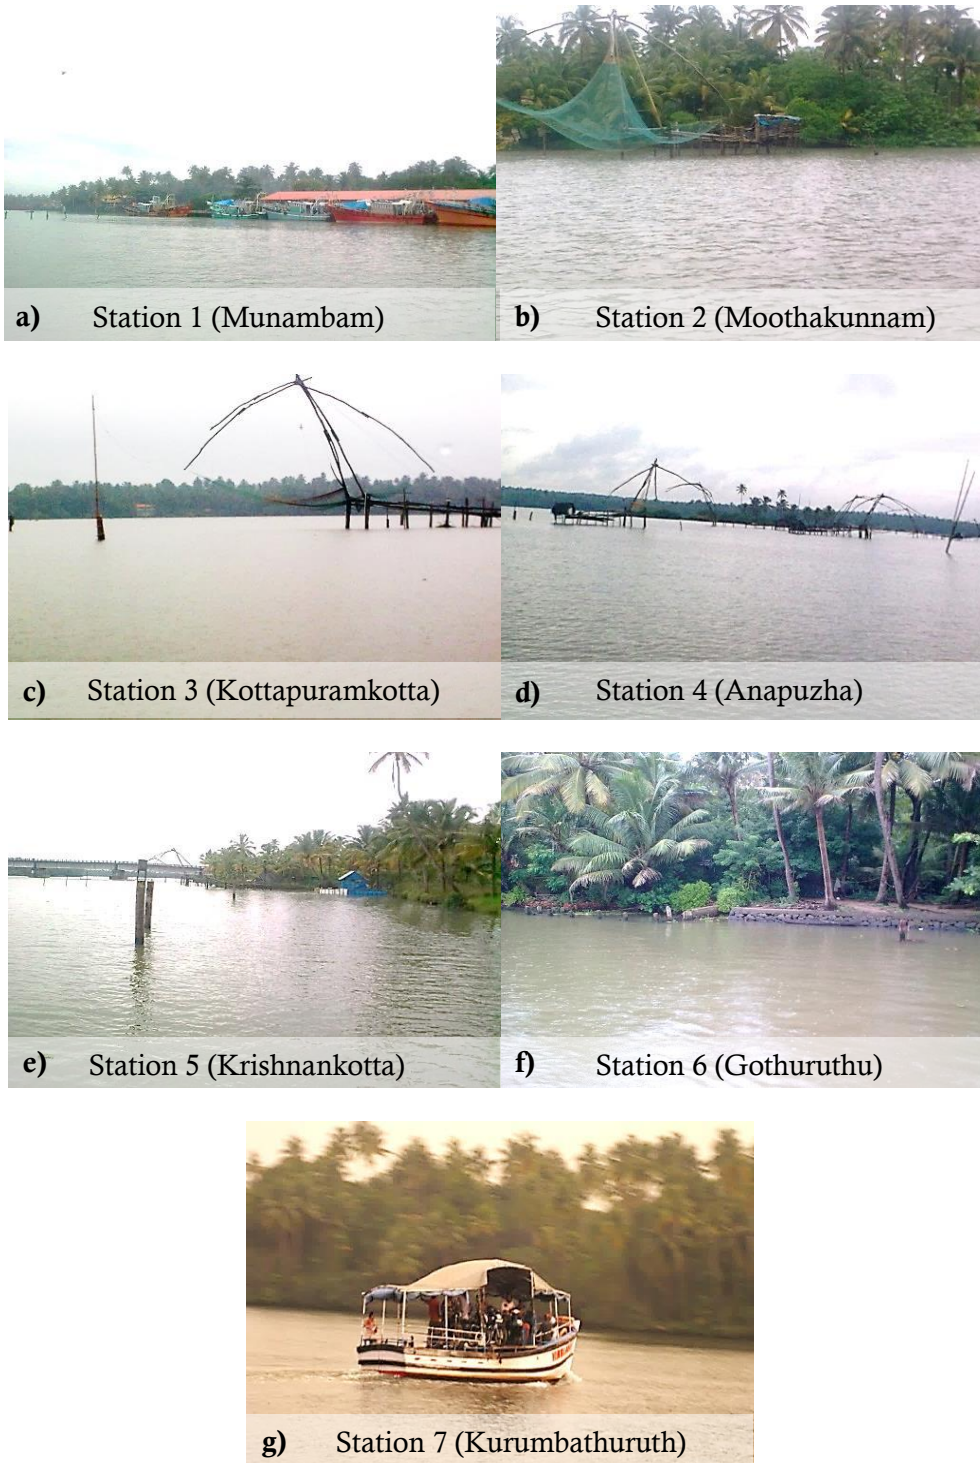 a) Station 1 (Munambam)
b) Station 2 (Moothakunnam)
c) Station 3 (Kottapuramkotta)
d) Station 4 (Anapuzha)
e) Station 5 (Krishnankotta)
f) Station 6 (Gothuruthu)
g) Station 7 (Kurumbathuruth)